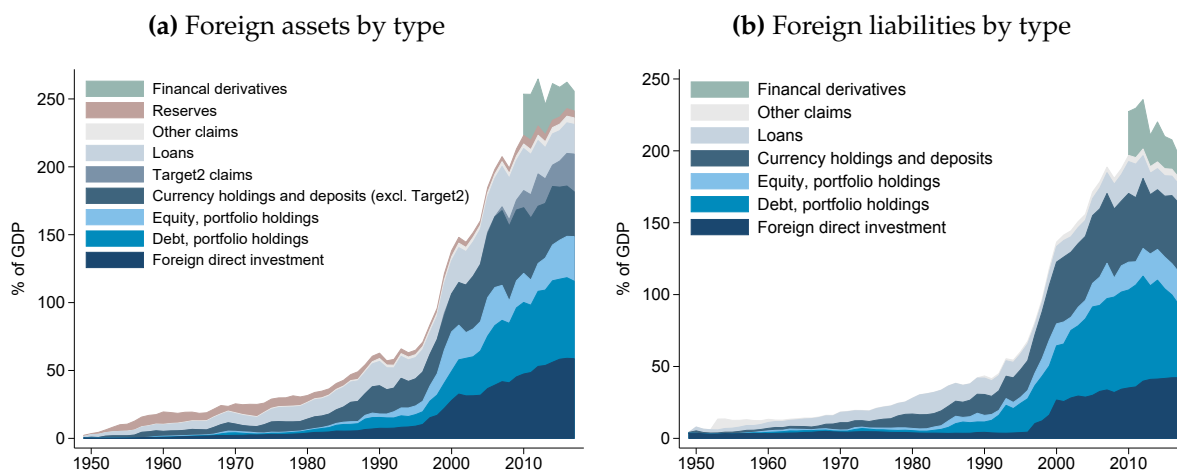 (a) Foreign assets by type
Financal derivatives
Reserves
Other claims
Loans
Target2 claims
Currency holdings and deposits (excl. Target2)
Equity, portfolio holdings
Debt, portfolio holdings
Foreign direct investment
% of GDP
250
200
150
100
50
0
1950 1960 1970 1980 1990 2000 2010
(b) Foreign liabilities by type
Financal derivatives
Other claims
Loans
Currency holdings and deposits
Equity, portfolio holdings
Debt, portfolio holdings
Foreign direct investment
% of GDP
250
200
150
100
50
0
1950 1960 1970 1980 1990 2000 2010